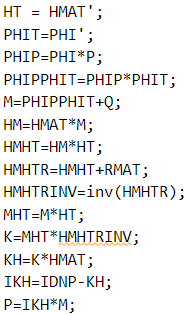 HT = HMAT';
PHIT=PHI';
PHIP=PHI*P;
PHIPPHIT=PHIP*PHIT;
M=PHIPPHIT+Q;
HM=HMAT*M;
HMHT=HM*HT;
HMHTR=HMHT+RMAT;
HMHTRINV=inv(HMHTR);
MHT=M*HT;
K=MHT*HMHTRINV;
KH=K*HMAT;
IKH=IDNP-KH;
P=IKH*M;